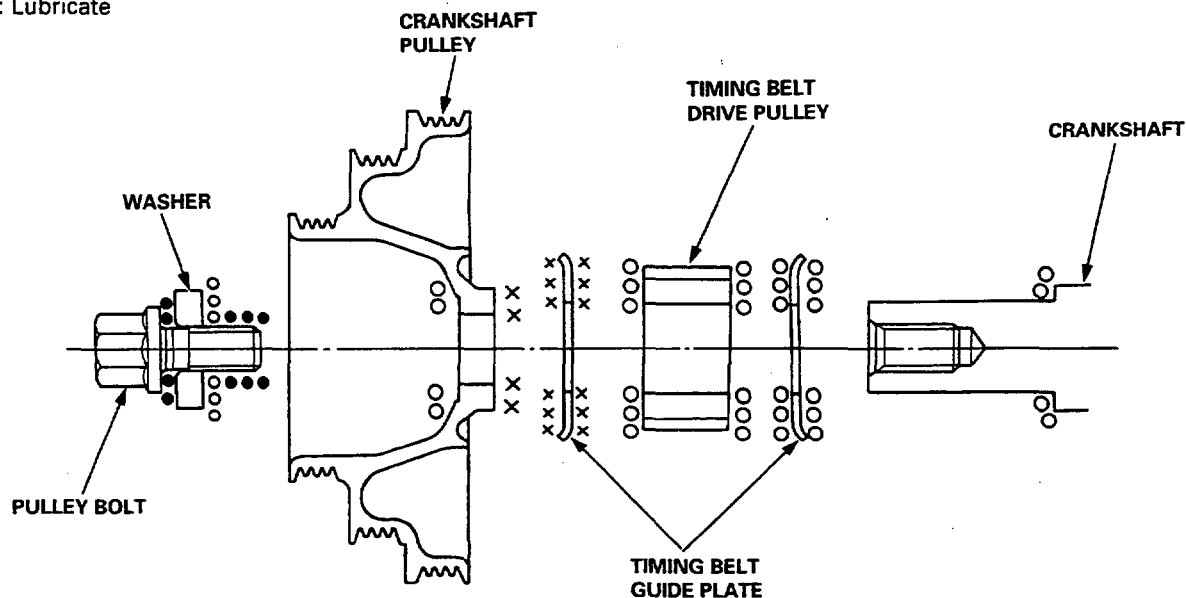 : Lubricate
CRANKSHAFT
PULLEY
TIMING BELT
DRIVE PULLEY
CRANKSHAFT
WASHER
PULLEY BOLT
TIMING BELT
GUIDE PLATE